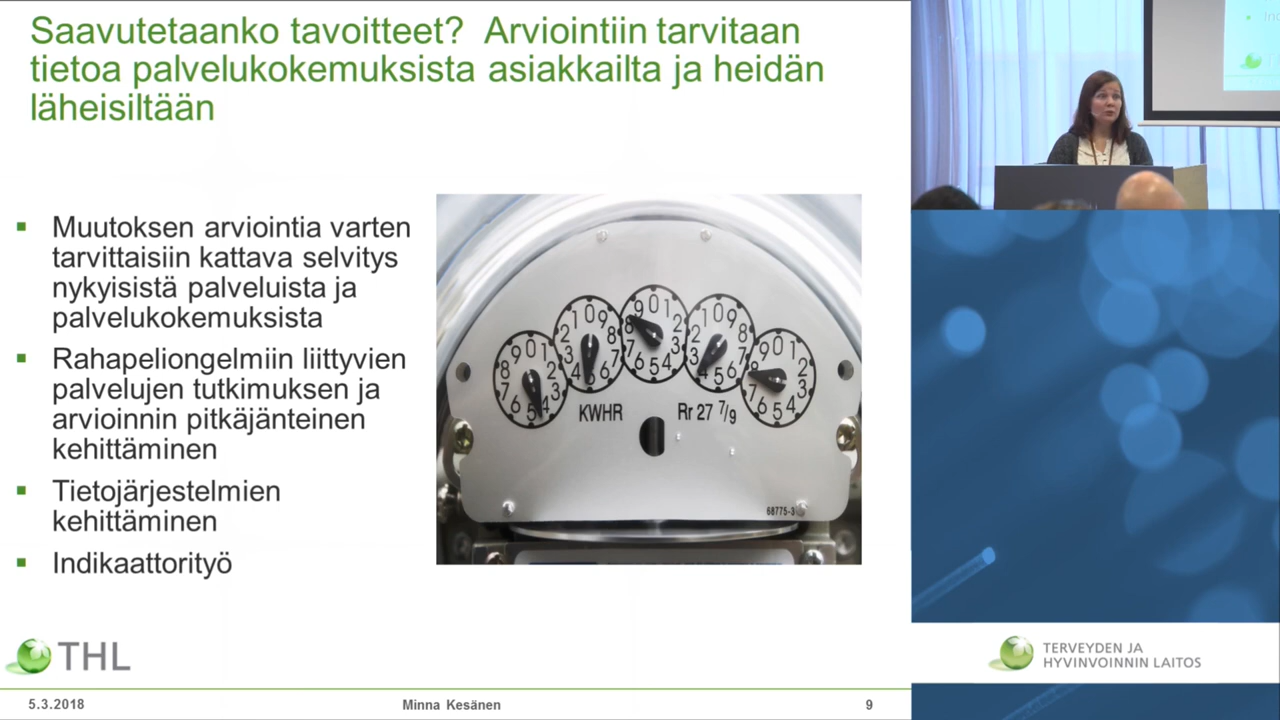 Saavutetaanko tavoitteet? Arviointiin tarvitaan
tietoa palvelukokemuksista asiakkailta ja heidän
läheisiltään
Muutoksen arviointia varten
tarvittaisiin kattava selvitys
nykyisistä palveluista ja
palvelukokemuksista
Rahapeliongelmiin liittyvien
palvelujen tutkimuksen ja
arvioinnin pitkäjänteinen
kehittäminen
Tietojärjestelmien
kehittäminen
Indikaattorityö
KWHR
Rr 27 7/9
68775-3
THL
5.3.2018
Minna Kesänen
9
TERVEYDEN JA
HYVINVOINNIN LAITOS